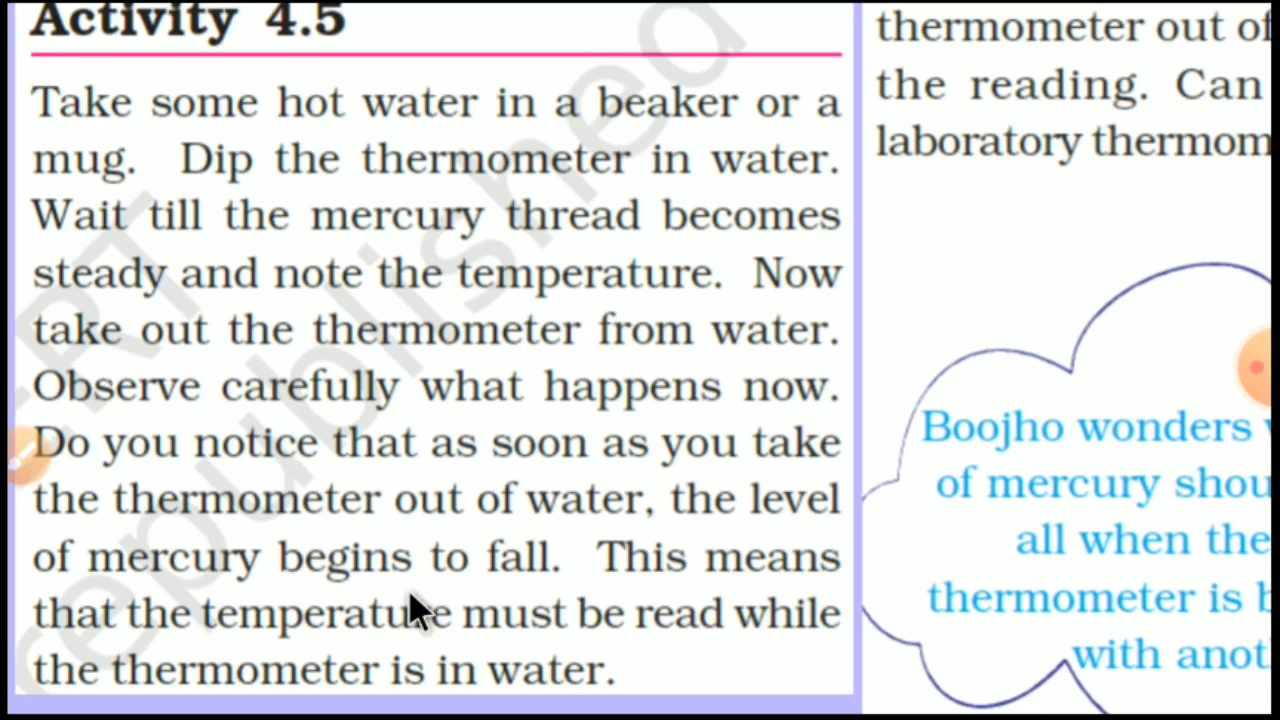 Activity 4.5
Take some hot water in a beaker or a
mug. Dip the thermometer in water.
Wait till the mercury thread becomes
steady and note the temperature. Now
take out the thermometer from water.
Observe carefully what happens now.
Do you notice that as soon as you take
the thermometer out of water, the level
of mercury begins to fall. This means
that the temperature must be read while
the thermometer is in water.
thermometer out of
the reading. Can
laboratory thermom
Boojho wonders
of mercury shou
all when the
thermometer is
with anot
republished